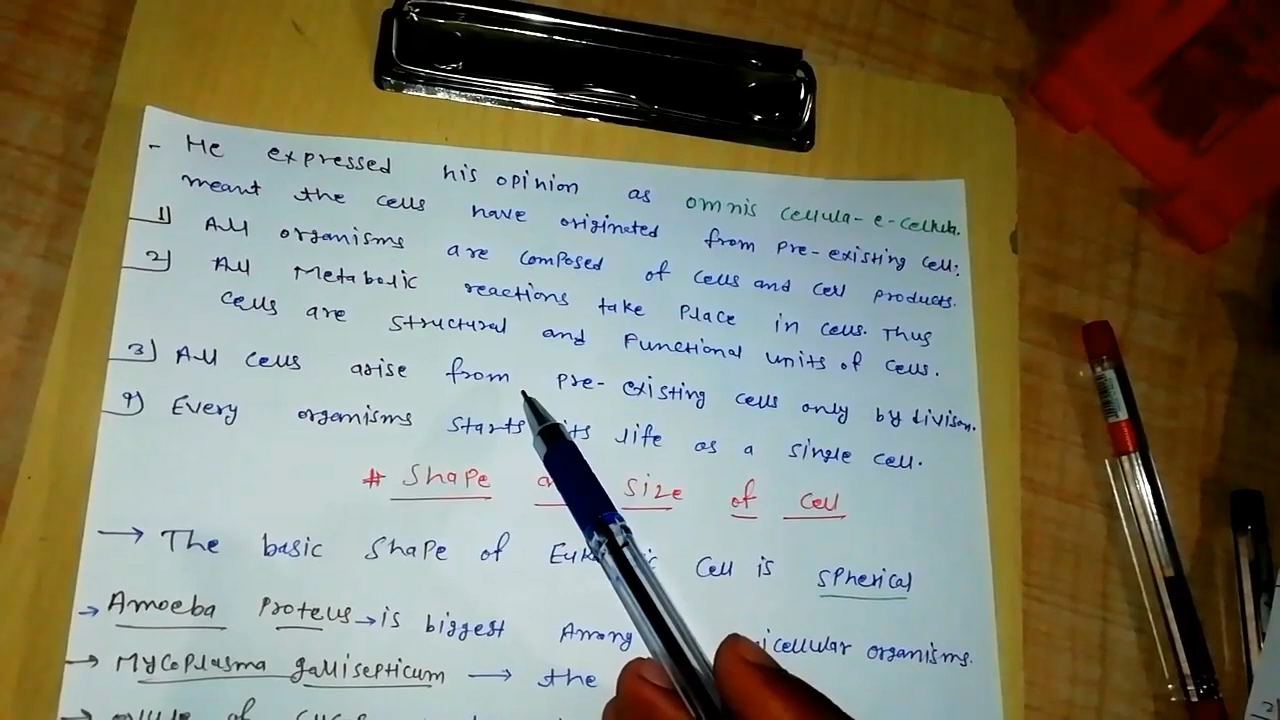 - He expressed his opinion as omnis cellula-e-cellula.
meant the cells have originated from pre-existing cell.
1) All organisms are composed of cells and cell products.
2) All Metabolic reactions take place in cells. Thus
cells are structural and Functional units of cells.
3) All cells arise from pre-existing cells only by divison.
4) Every organisms starts its life as a single cell.
# Shape size of cell
→ The basic shape of Cell is spherical
→ Amoeba Proteus → is biggest Among organisms.
→ Mycoplasma gallisepticum → the
→ of